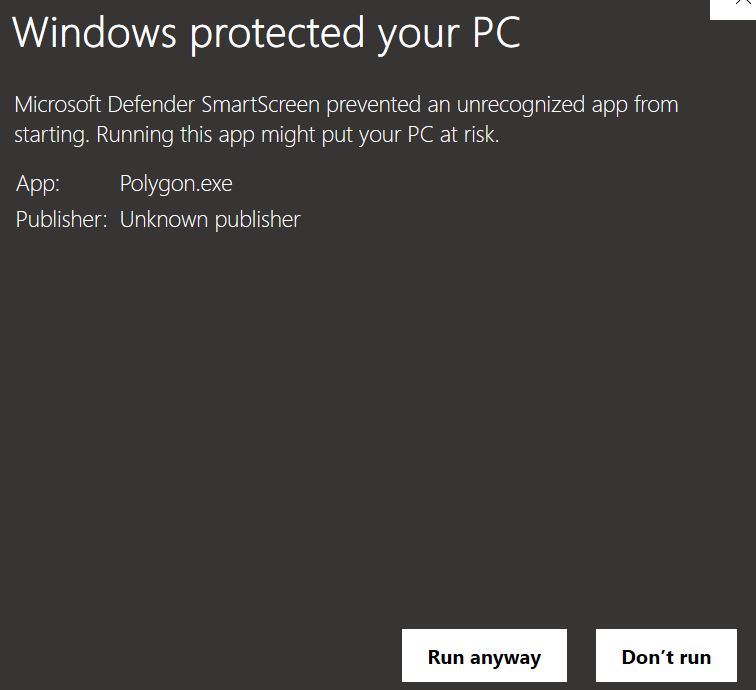 Windows protected your PC
Microsoft Defender SmartScreen prevented an unrecognized app from
starting. Running this app might put your PC at risk.
App: Polygon.exe
Publisher: Unknown publisher
Run anyway Don’t run